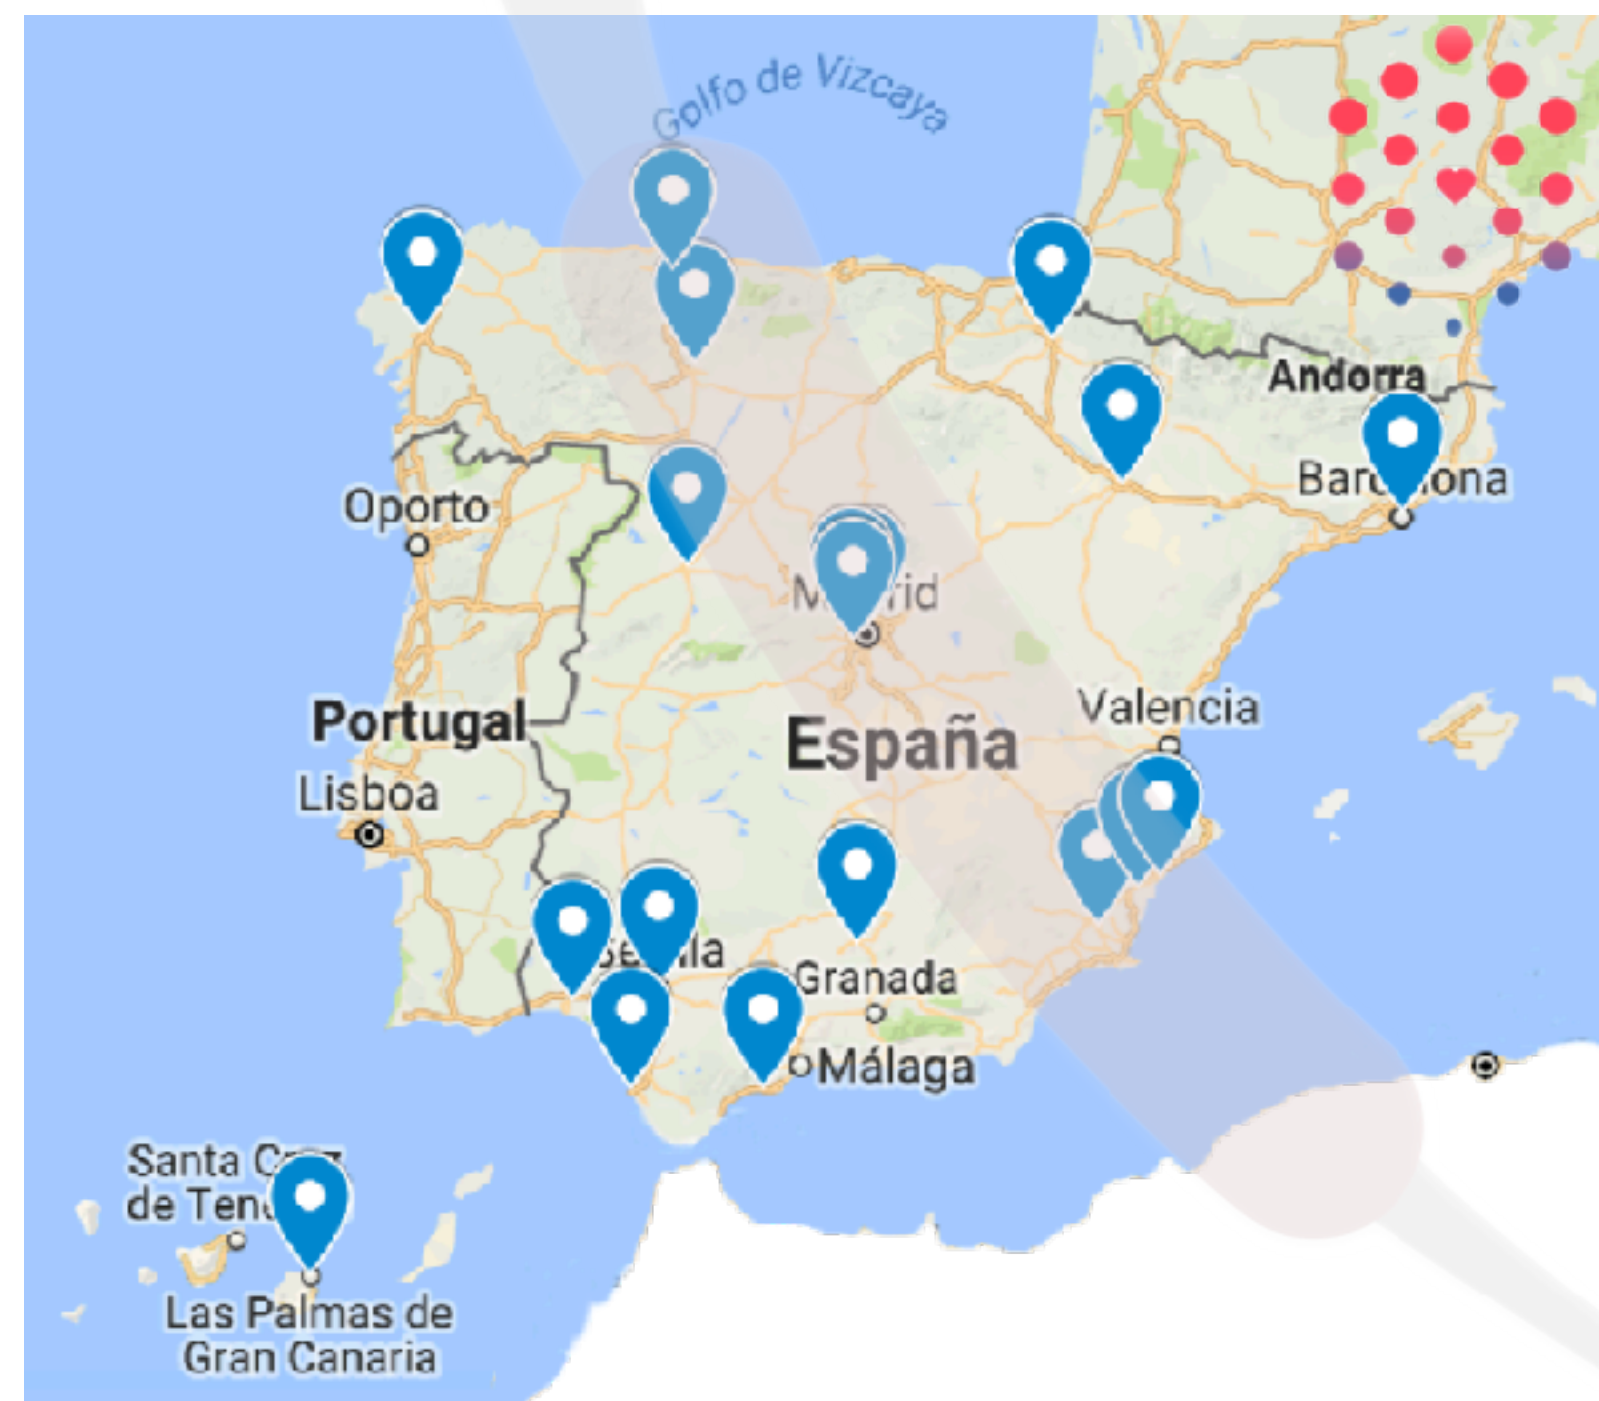 Golfo de Vizcaya
Andorra
Oporto
Portugal
España
Valencia
Lisboa
Granada
Málaga
Santa
de
Las Palmas de
Gran Canaria